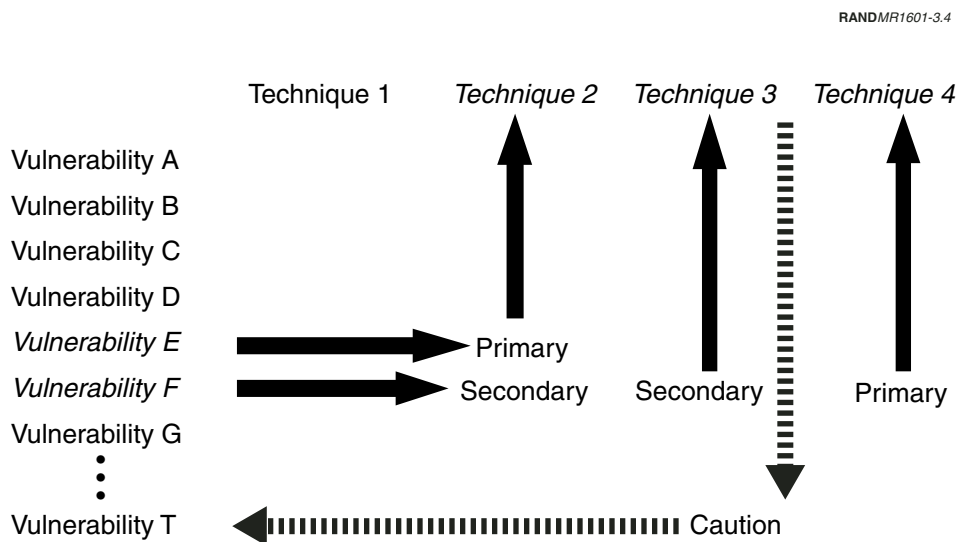 RANDMR1601-3.4
Technique 1 Technique 2 Technique 3 Technique 4
Vulnerability A
Vulnerability B
Vulnerability C
Vulnerability D
Vulnerability E Primary
Vulnerability F Secondary Secondary Primary
Vulnerability G
Vulnerability T Caution